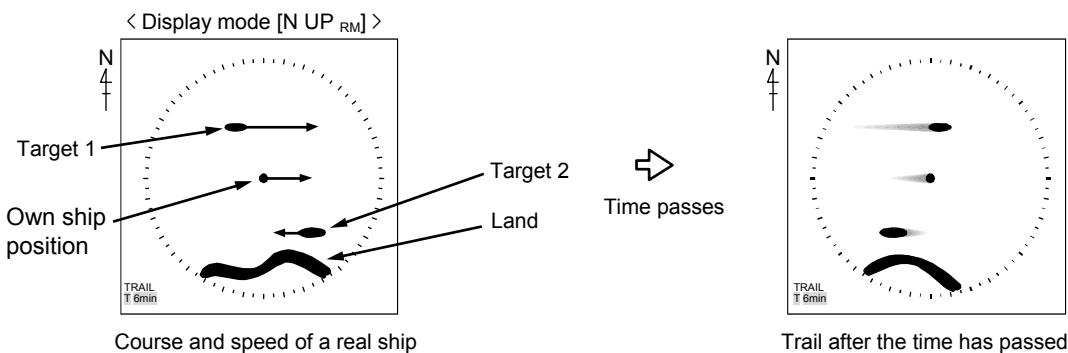 < Display mode [N UP RM] >
N
Target 1
Own ship
position
Target 2
Land
TRAIL
T 6min
Course and speed of a real ship
Time passes
N
TRAIL
T 6min
Trail after the time has passed